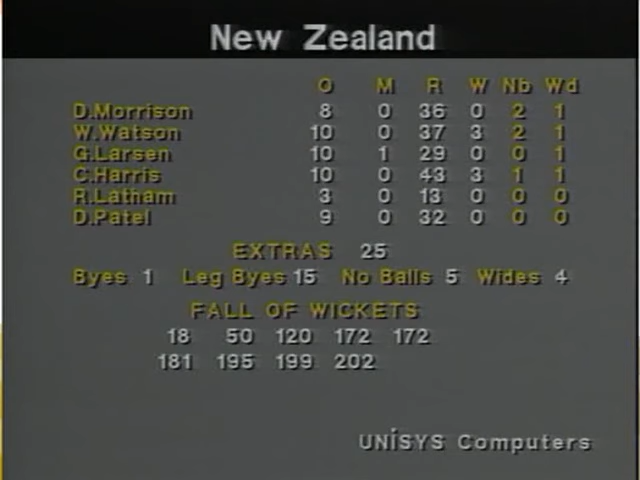 New Zealand
O M R W Nb Wd
D.Morrison 8 0 36 0 2 1
W.Watson 10 0 37 3 2 1
G.Larsen 10 1 29 0 0 1
C.Harris 10 0 43 3 1 1
R.Latham 3 0 13 0 0 0
D.Patel 9 0 32 0 0 0
EXTRAS 25
Byes 1 Leg Byes 15 No Balls 5 Wides 4
FALL OF WICKETS
18 50 120 172 172
181 195 199 202
UNiSYS Computers